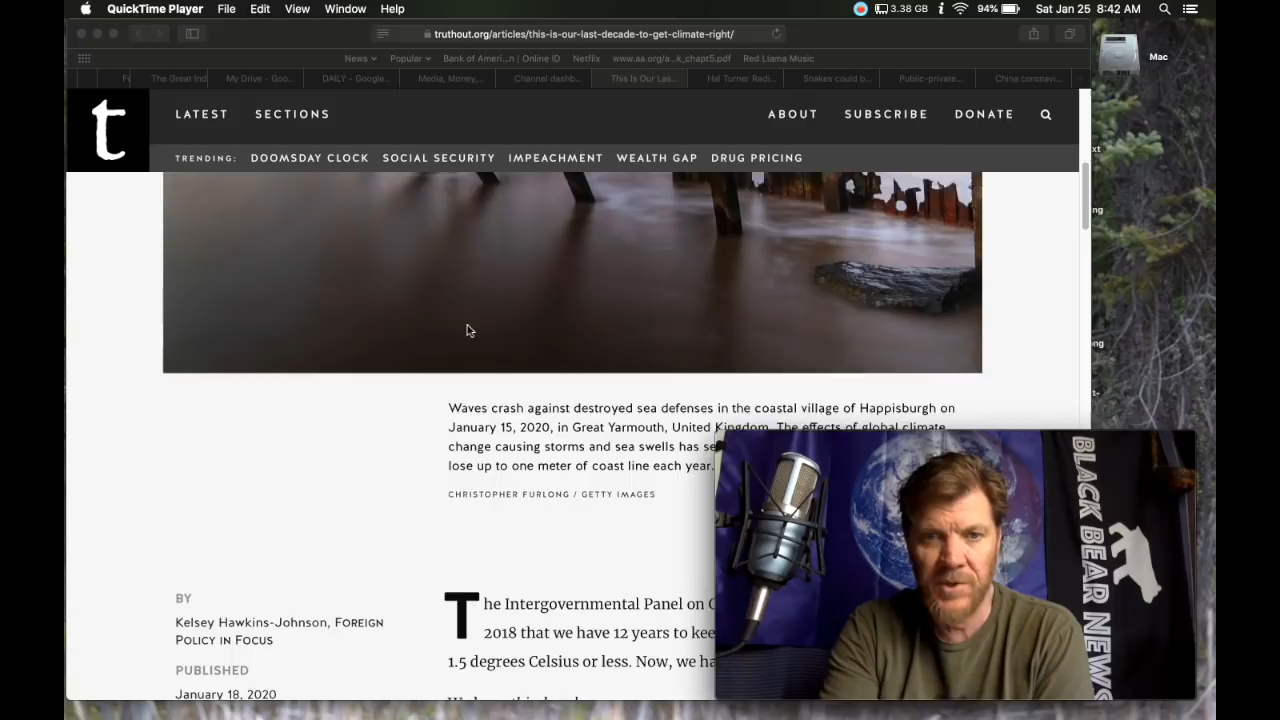 QuickTime Player File Edit View Window Help 3.38 GB 94% Sat Jan 25 8:42 AM
truthout.org/articles/this-is-our-last-decade-to-get-climate-right/
News Popular Bank of Ameri...n | Online ID Netflix www.ea.org/a...k_chapt5.pdf Red Llama Music
The Great Ind My Drive - Goo... DAILY - Google... Media, Money,... Channel dashb... This Is Our Las... Hal Turner Radi... Snakes could b... Public-private... China coronavi...
Mac
t
LATEST SECTIONS ABOUT SUBSCRIBE DONATE
TRENDING: DOOMSDAY CLOCK SOCIAL SECURITY IMPEACHMENT WEALTH GAP DRUG PRICING
Waves crash against destroyed sea defenses in the coastal village of Happisburgh on
January 15, 2020, in Great Yarmouth, United Kingdom. The effects of global climate
change causing storms and sea swells has se
lose up to one meter of coast line each year.
CHRISTOPHER FURLONG / GETTY IMAGES
BLACK BEAR NEWS
BY
Kelsey Hawkins-Johnson, FOREIGN
POLICY IN FOCUS
PUBLISHED
January 18, 2020
The Intergovernmental Panel on C
2018 that we have 12 years to kee
1.5 degrees Celsius or less. Now, we ha